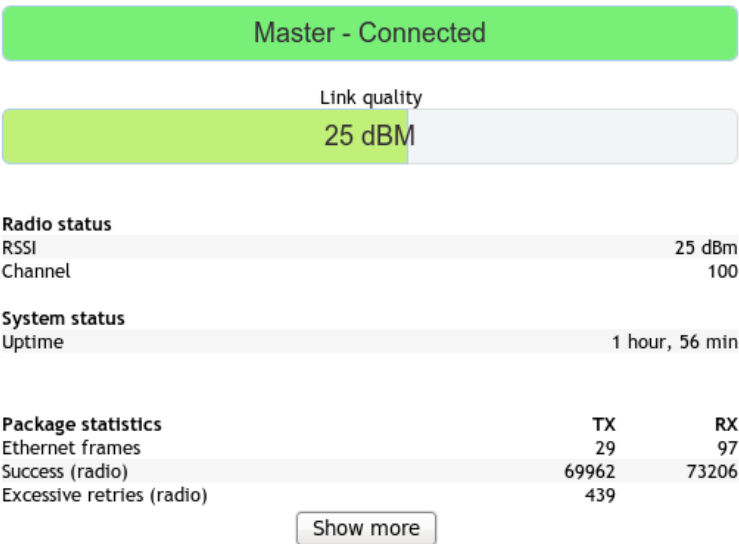 Master - Connected
Link quality
25 dBM
Radio status
RSSI 25 dBm
Channel 100
System status
Uptime 1 hour, 56 min
Package statistics TX RX
Ethernet frames 29 97
Success (radio) 69962 73206
Excessive retries (radio) 439
Show more